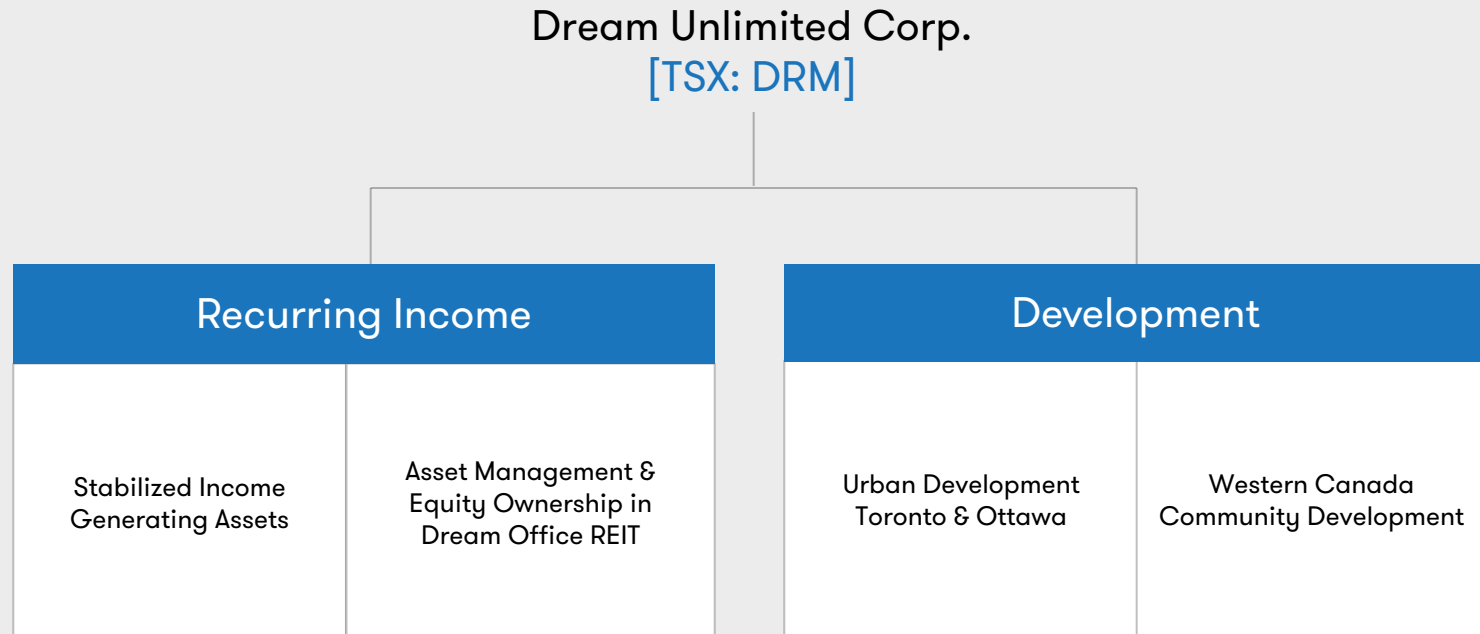 Dream Unlimited Corp.
[TSX: DRM]
Recurring Income
Development
Stabilized Income
Generating Assets
Asset Management &
Equity Ownership in
Dream Office REIT
Urban Development
Toronto & Ottawa
Western Canada
Community Development